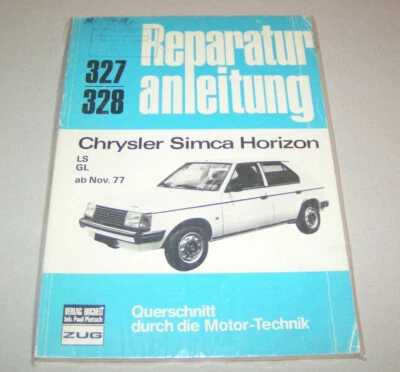 Reparatur
anleitung
327
328
Chrysler Simca Horizon
LS
GL
ab Nov. 77
VERLAG BUCHELI
Inh. Paul Pietsch
ZUG
Querschnitt
durch die Motor-Technik